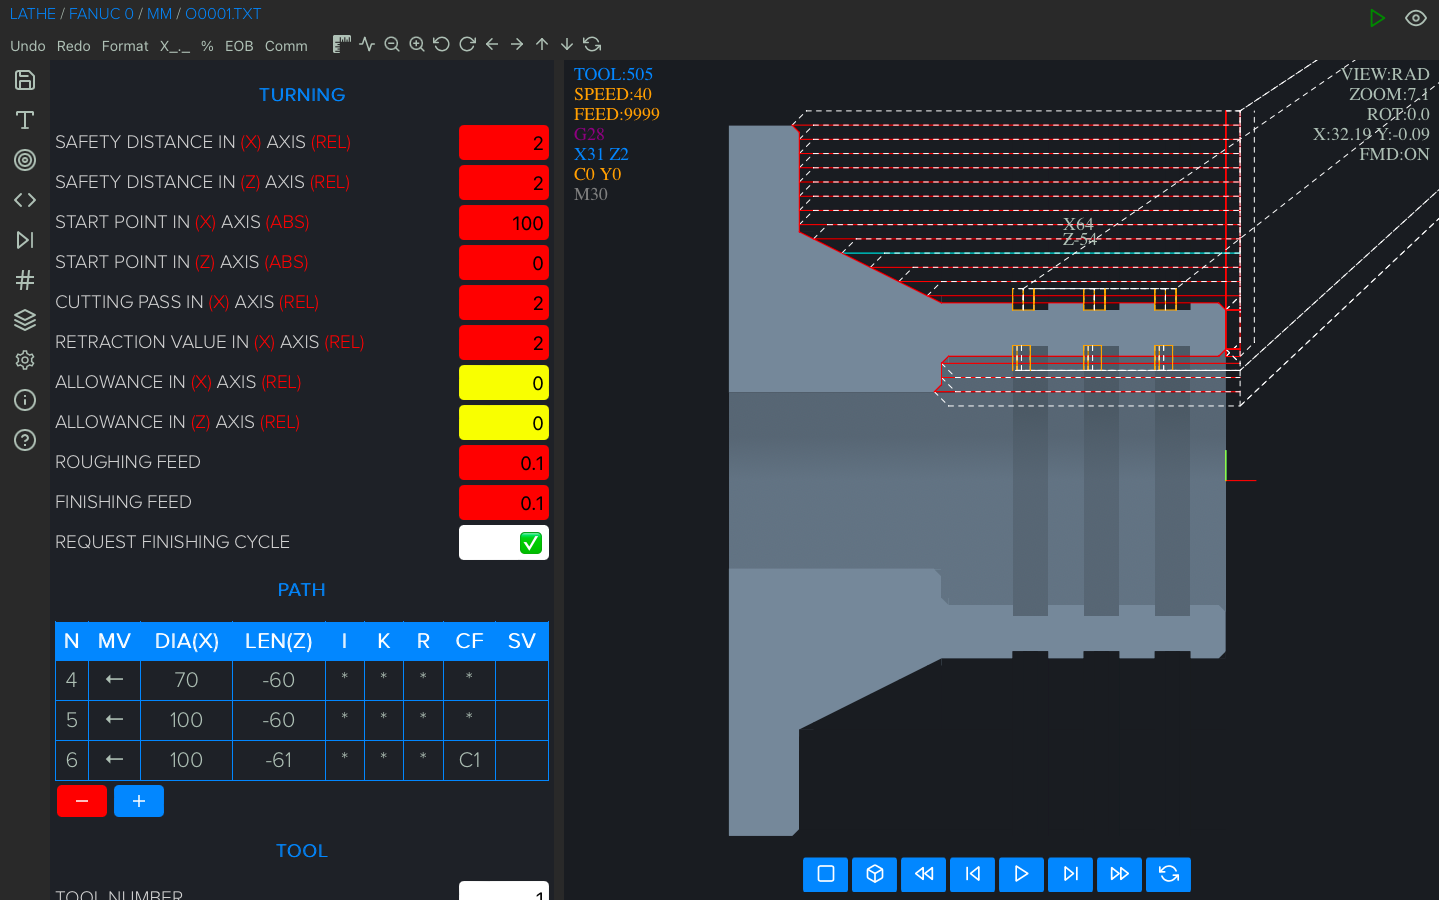 LATHE / FANUC 0 / MM / O0001.TXT
Undo Redo Format X_._ % EOB Comm
TURNING
SAFETY DISTANCE IN (X) AXIS (REL) 2
SAFETY DISTANCE IN (Z) AXIS (REL) 2
START POINT IN (X) AXIS (ABS) 100
START POINT IN (Z) AXIS (ABS) 0
CUTTING PASS IN (X) AXIS (REL) 2
RETRACTION VALUE IN (X) AXIS (REL) 2
ALLOWANCE IN (X) AXIS (REL) 0
ALLOWANCE IN (Z) AXIS (REL) 0
ROUGHING FEED 0.1
FINISHING FEED 0.1
REQUEST FINISHING CYCLE
PATH
N MV DIA(X) LEN(Z) I K R CF SV
4 ← 70 -60 * * * *
5 ← 100 -60 * * * *
6 ← 100 -61 * * * C1
TOOL
TOOL NUMBER 1
TOOL:505
SPEED:40
FEED:9999
G28
X31 Z2
C0 Y0
M30
VIEW:RAD
ZOOM:7.1
ROT:0.0
X:32.19 Y:-0.09
FMD:ON
X64
Z-54